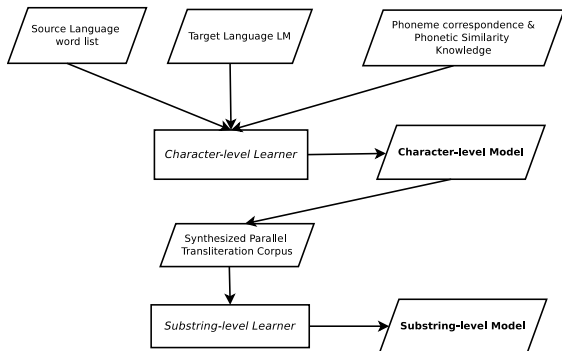 Source Language
word list
Target Language LM
Phoneme correspondence &
Phonetic Similarity
Knowledge
Character-level Learner
Character-level Model
Synthesized Parallel
Transliteration Corpus
Substring-level Learner
Substring-level Model